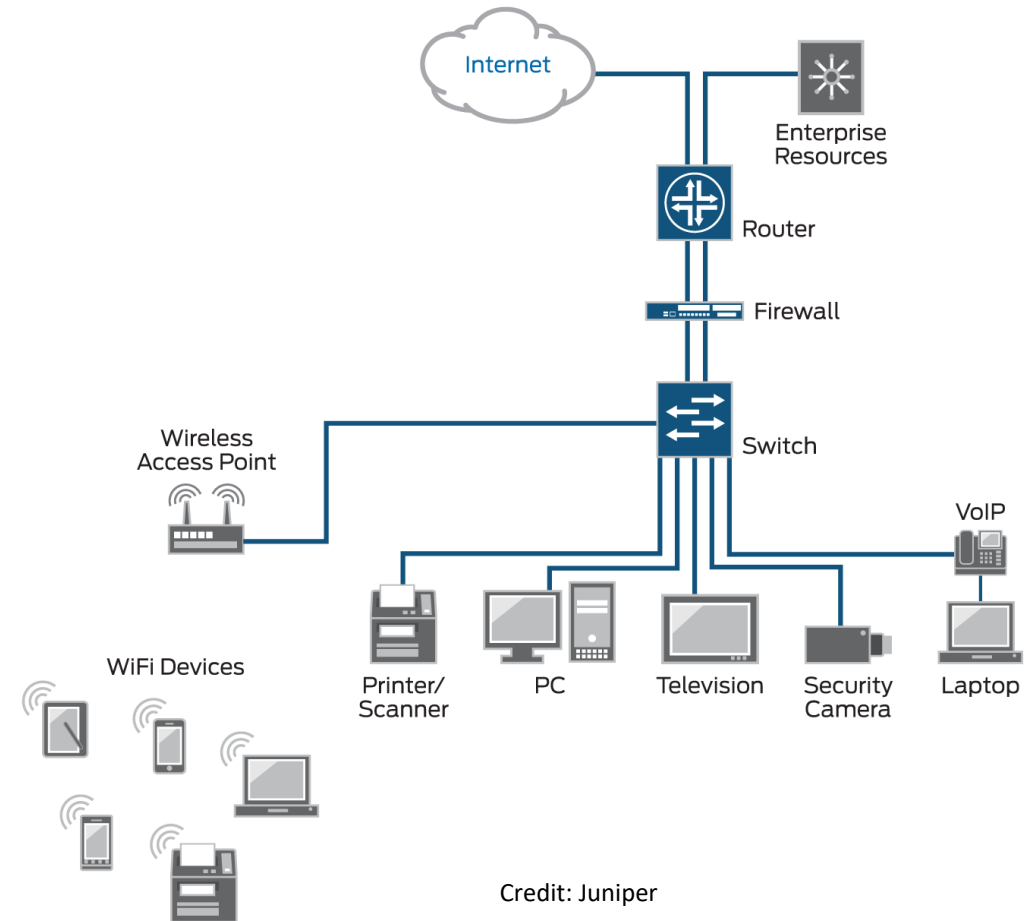 Internet
Enterprise
Resources
Router
Firewall
Switch
Wireless
Access Point
VoIP
WiFi Devices
Printer/
Scanner
PC
Television
Security
Camera
Laptop
Credit: Juniper